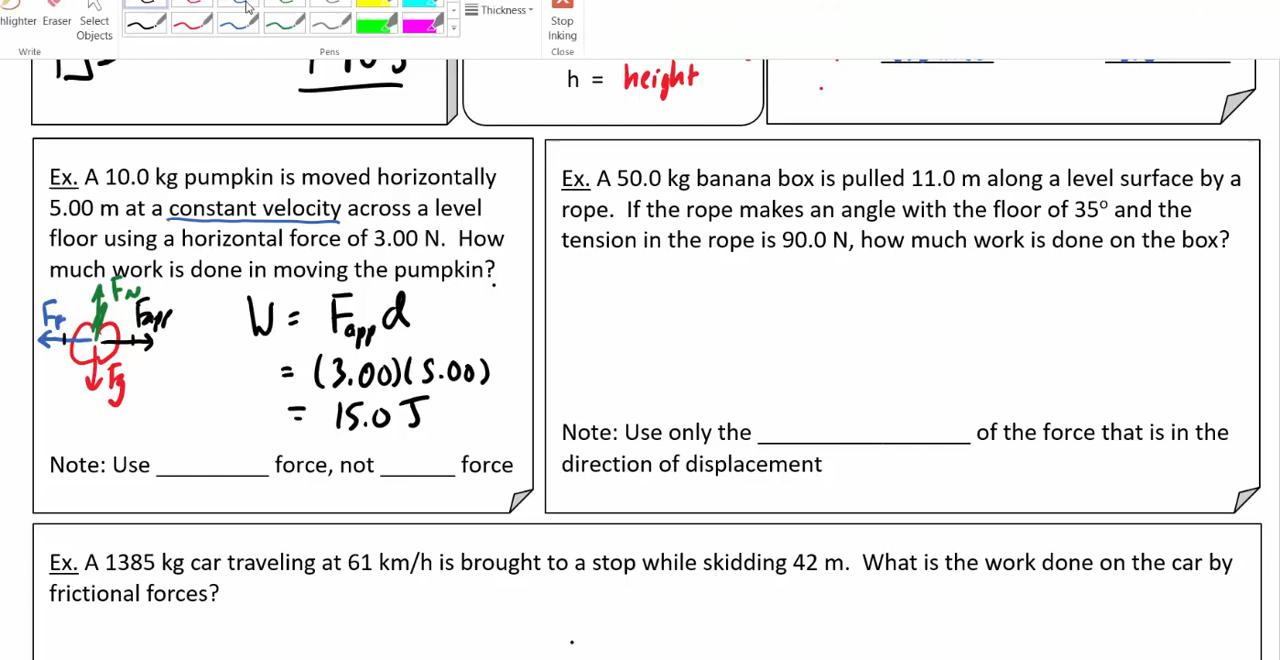 hlighter Eraser Select Objects
Thickness
Stop Inking
Write
Pens
Close
h = height
Ex. A 10.0 kg pumpkin is moved horizontally
5.00 m at a constant velocity across a level
floor using a horizontal force of 3.00 N. How
much work is done in moving the pumpkin?
FN
Ff
Fapp
Fg
W = Fapp d
= (3.00)(5.00)
= 15.0 J
Note: Use _________ force, not ______ force
Ex. A 50.0 kg banana box is pulled 11.0 m along a level surface by a
rope. If the rope makes an angle with the floor of 35° and the
tension in the rope is 90.0 N, how much work is done on the box?
Note: Use only the _________________ of the force that is in the
direction of displacement
Ex. A 1385 kg car traveling at 61 km/h is brought to a stop while skidding 42 m. What is the work done on the car by
frictional forces?